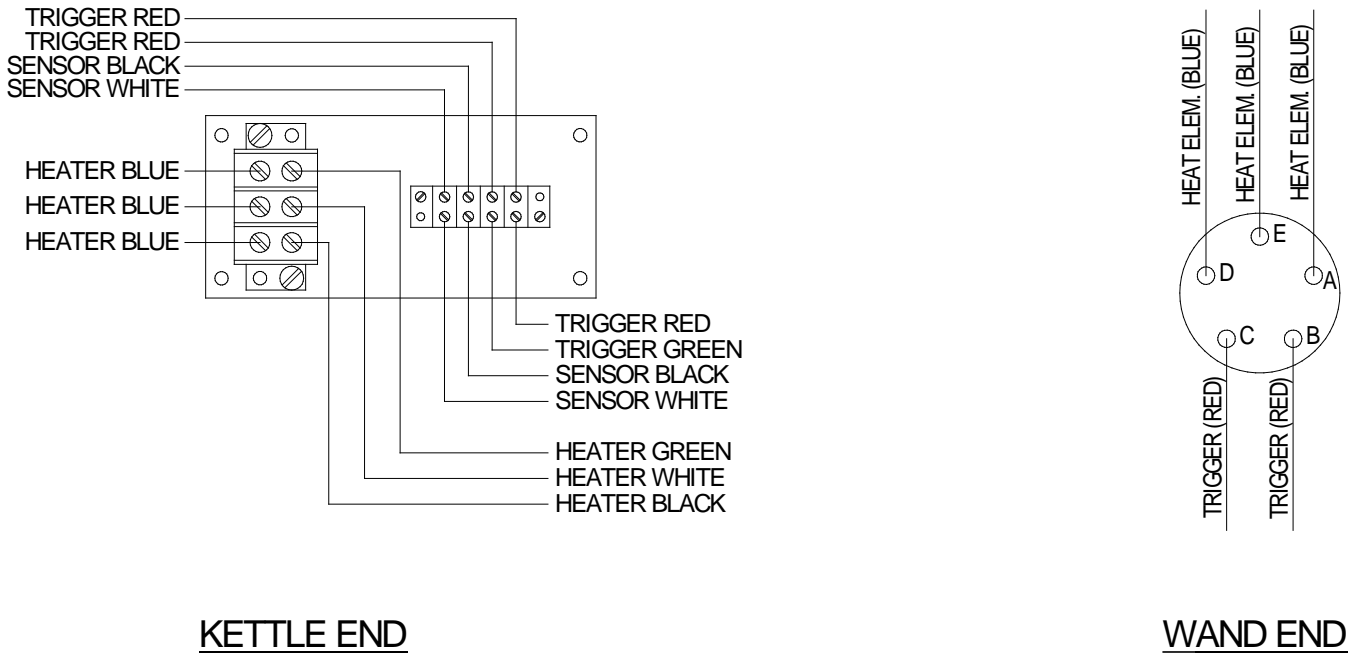 TRIGGER RED
TRIGGER RED
SENSOR BLACK
SENSOR WHITE
HEATER BLUE
HEATER BLUE
HEATER BLUE
TRIGGER RED
TRIGGER GREEN
SENSOR BLACK
SENSOR WHITE
HEATER GREEN
HEATER WHITE
HEATER BLACK
KETTLE END
HEAT ELEM. (BLUE)
HEAT ELEM. (BLUE)
HEAT ELEM. (BLUE)
E
D
A
C
B
TRIGGER (RED)
TRIGGER (RED)
WAND END